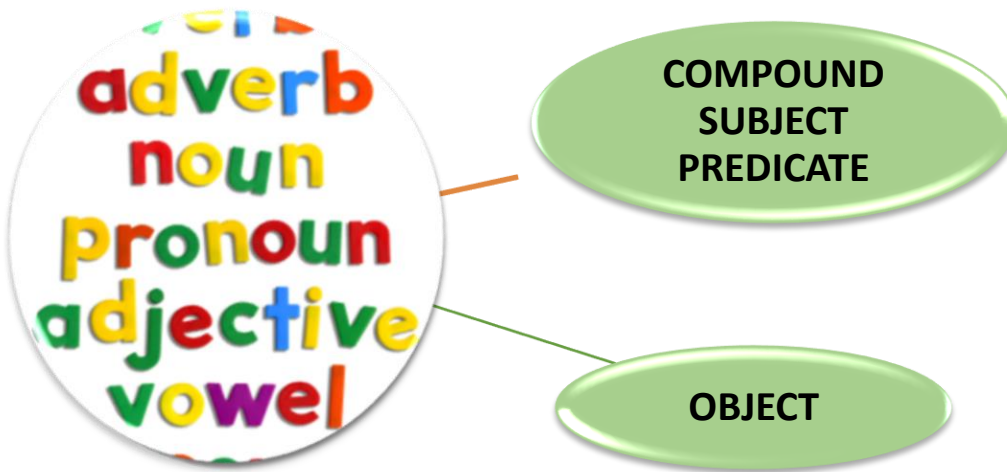 adverb
noun
pronoun
adjective
vowel
COMPOUND
SUBJECT
PREDICATE
OBJECT